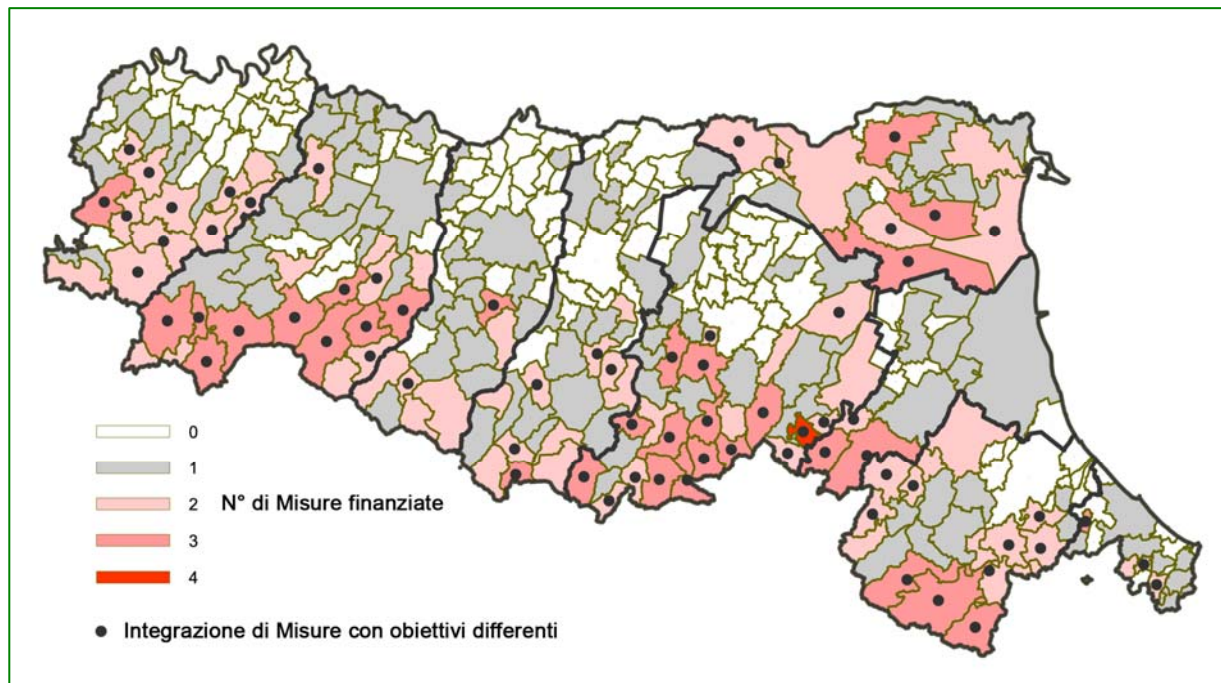 0
1
2 N° di Misure finanziate
3
4
Integrazione di Misure con obiettivi differenti